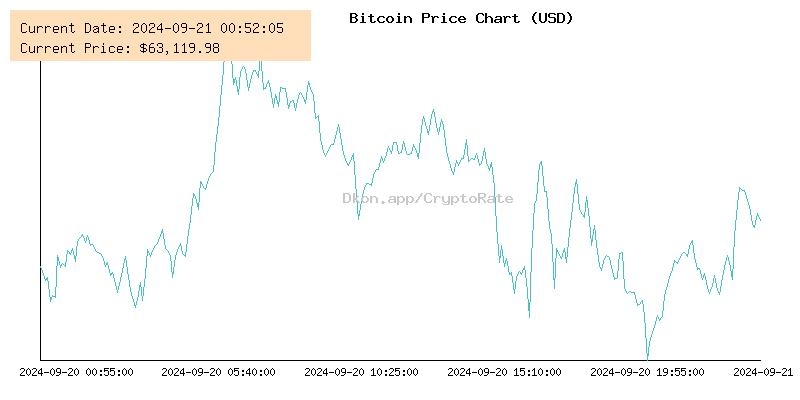 Bitcoin Price Chart (USD)
Current Date: 2024-09-21 00:52:05
Current Price: $63,119.98
Dkon.app/CryptoRate
2024-09-20 00:55:00
2024-09-20 05:40:00
2024-09-20 10:25:00
2024-09-20 15:10:00
2024-09-20 19:55:00
2024-09-21